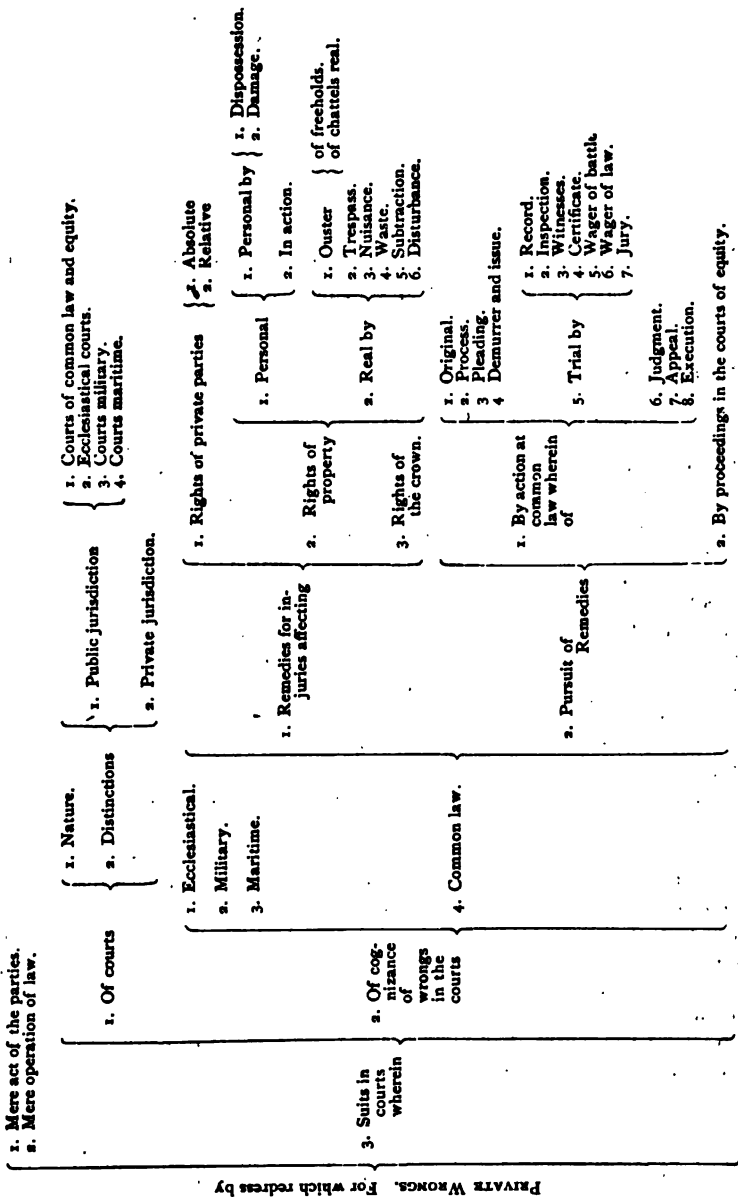 PRIVATE WRONGS. For which redress by
1. Mere act of the parties.
2. Mere operation of law.
3. Suits in
courts
wherein
1. Of courts
1. Nature.
2. Distinctions
1. Public jurisdiction
1. Courts of common law and equity.
2. Ecclesiastical courts.
3. Courts military.
4. Courts maritime.
2. Private jurisdiction.
2. Of cog-
nizance
of
wrongs
in the
courts
1. Ecclesiastical.
2. Military.
3. Maritime.
4. Common law.
1. Remedies for in-
juries affecting
1. Rights of private parties
1. Absolute
2. Relative
2. Rights of
property
1. Personal
1. Personal by
1. Dispossession.
2. Damage.
2. In action.
2. Real by
1. Ouster
of freeholds.
of chattels real.
2. Trespass.
3. Nuisance.
4. Waste.
5. Subtraction.
6. Disturbance.
3. Rights of
the crown.
2. Pursuit of
Remedies
1. By action at
common
law wherein
of
1. Original.
2. Process.
3 Pleading.
4 Demurrer and issue.
5. Trial by
1. Record.
2. Inspection.
3. Witnesses.
4. Certificate.
5. Wager of battle.
6. Wager of law.
7. Jury.
6. Judgment.
7. Appeal.
8. Execution.
2. By proceedings in the courts of equity.